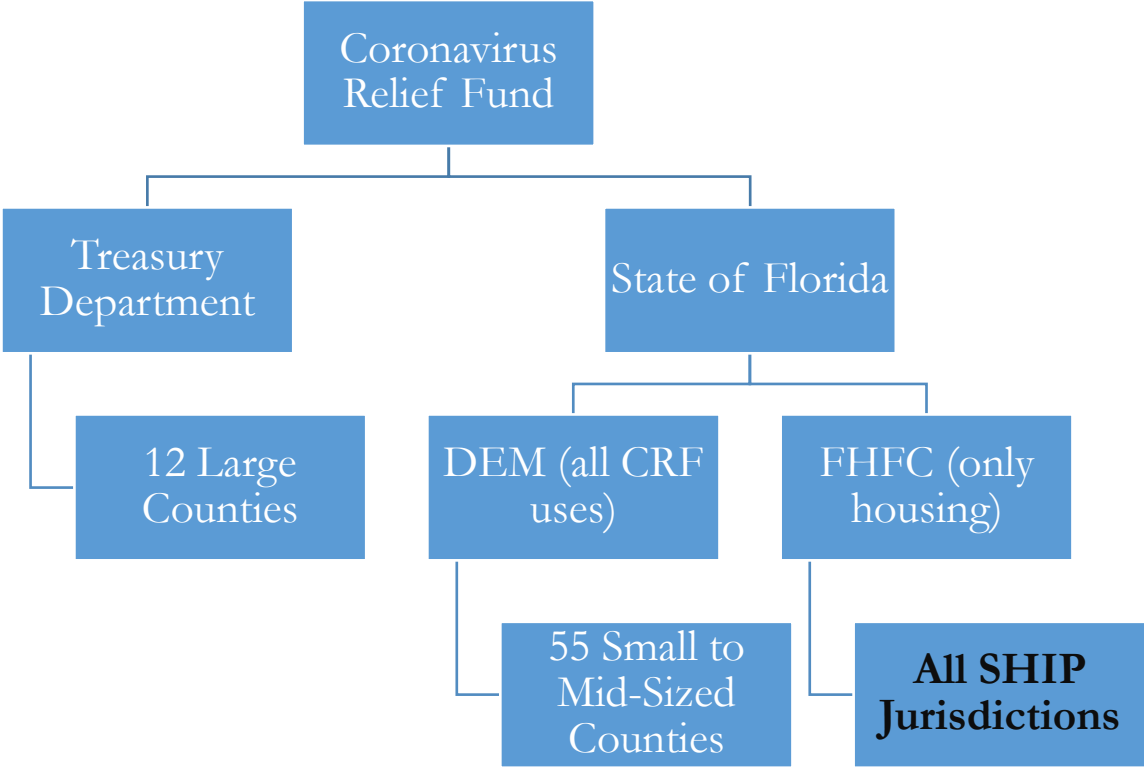 Coronavirus
Relief Fund
Treasury
Department
State of Florida
12 Large
Counties
DEM (all CRF
uses)
FHFC (only
housing)
55 Small to
Mid-Sized
Counties
All SHIP
Jurisdictions